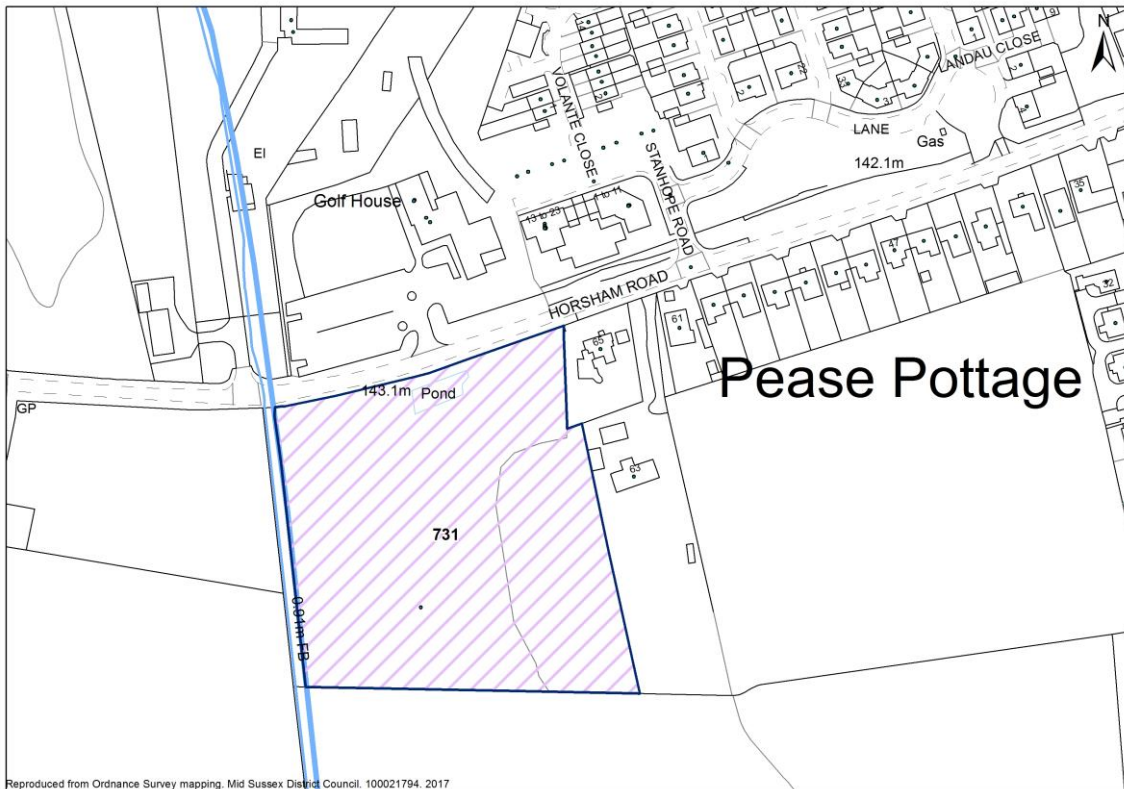 N
LANDAU CLOSE
VOLANTE CLOSE
LANE
Gas
142.1m
El
Golf House
STANHOPE ROAD
13 to 23
1 to 11
HORSHAM ROAD
47
35
32
61
65
Pease Pottage
143.1m
Pond
GP
63
731
0.91m FB
Reproduced from Ordnance Survey mapping. Mid Sussex District Council. 100021794. 2017